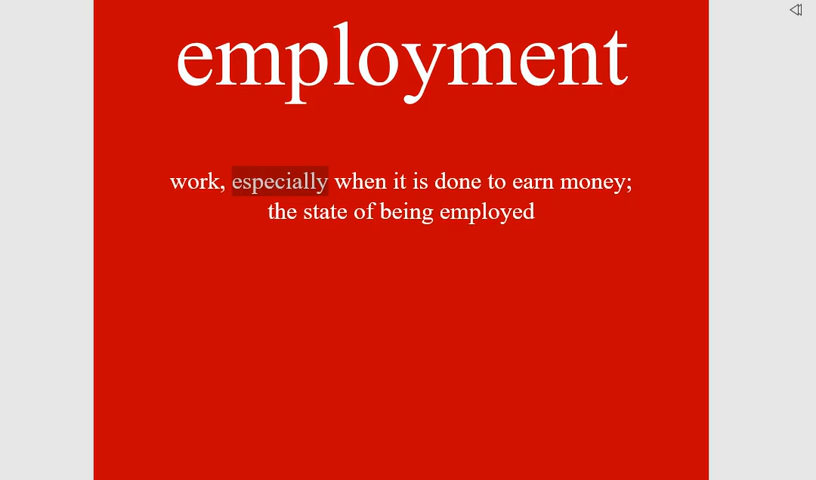 employment
work, especially when it is done to earn money;
the state of being employed